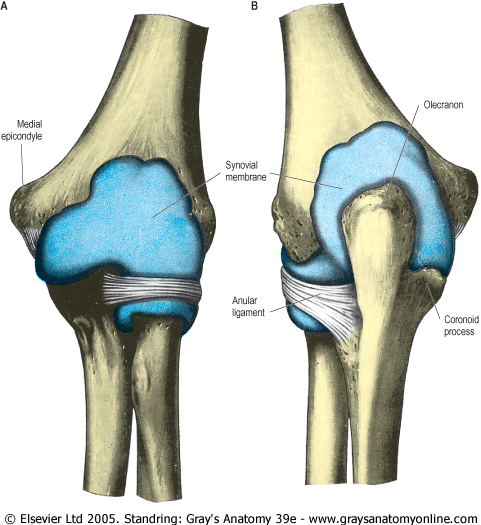 A
B
Medial
epicondyle
Olecranon
Synovial
membrane
Anular
ligament
Coronoid
process
© Elsevier Ltd 2005. Standring: Gray's Anatomy 39e - www.graysanatomyonline.com